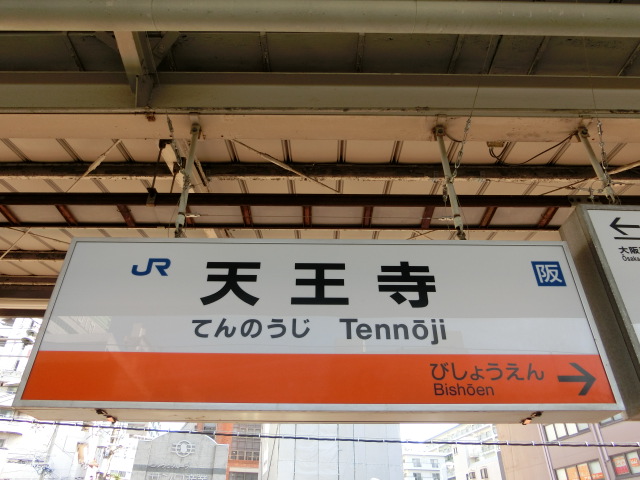 JR 天王寺 阪
てんのうじ Tennōji
びしょうえん →
Bishōen
←
大阪
Osaka